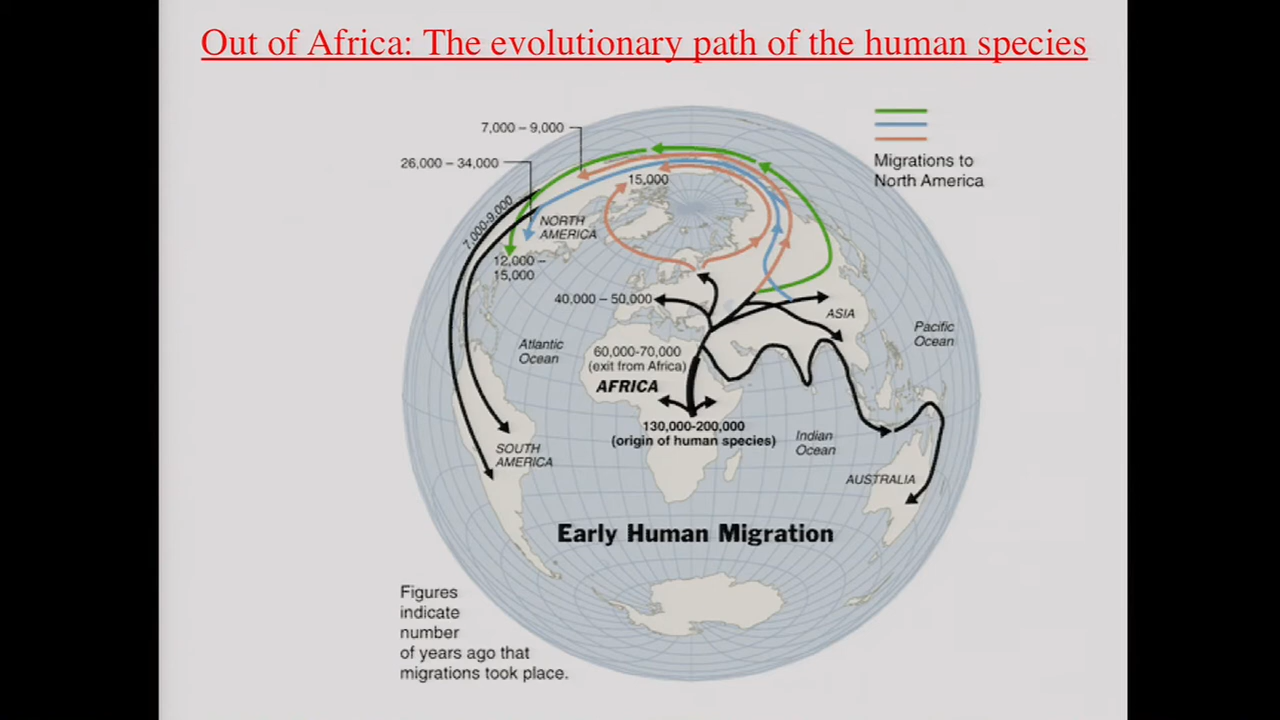 Out of Africa: The evolutionary path of the human species
7,000 – 9,000
26,000 – 34,000
Migrations to
North America
15,000
7,000-9,000
NORTH
AMERICA
12,000 –
15,000
40,000 – 50,000
ASIA
Pacific
Ocean
Atlantic
Ocean
60,000-70,000
(exit from Africa)
AFRICA
130,000-200,000
(origin of human species)
Indian
Ocean
SOUTH
AMERICA
AUSTRALIA
Early Human Migration
Figures
indicate
number
of years ago that
migrations took place.